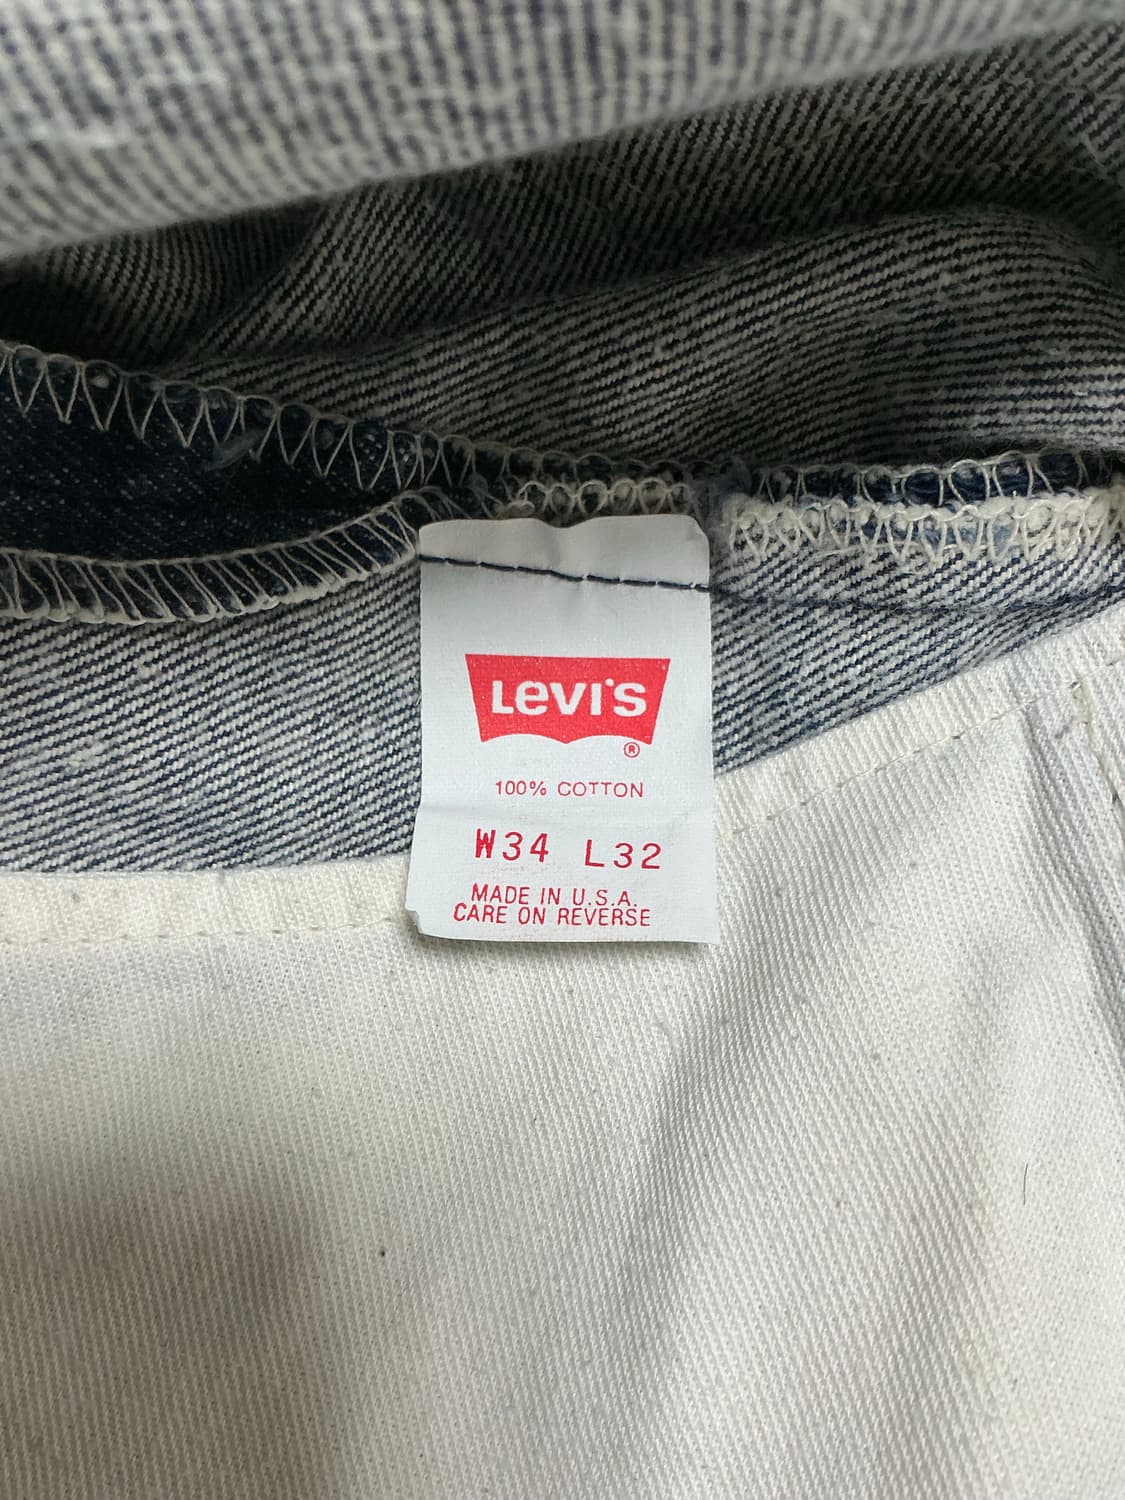 Levi's
®
100% COTTON
W34 L32
MADE IN U.S.A.
CARE ON REVERSE